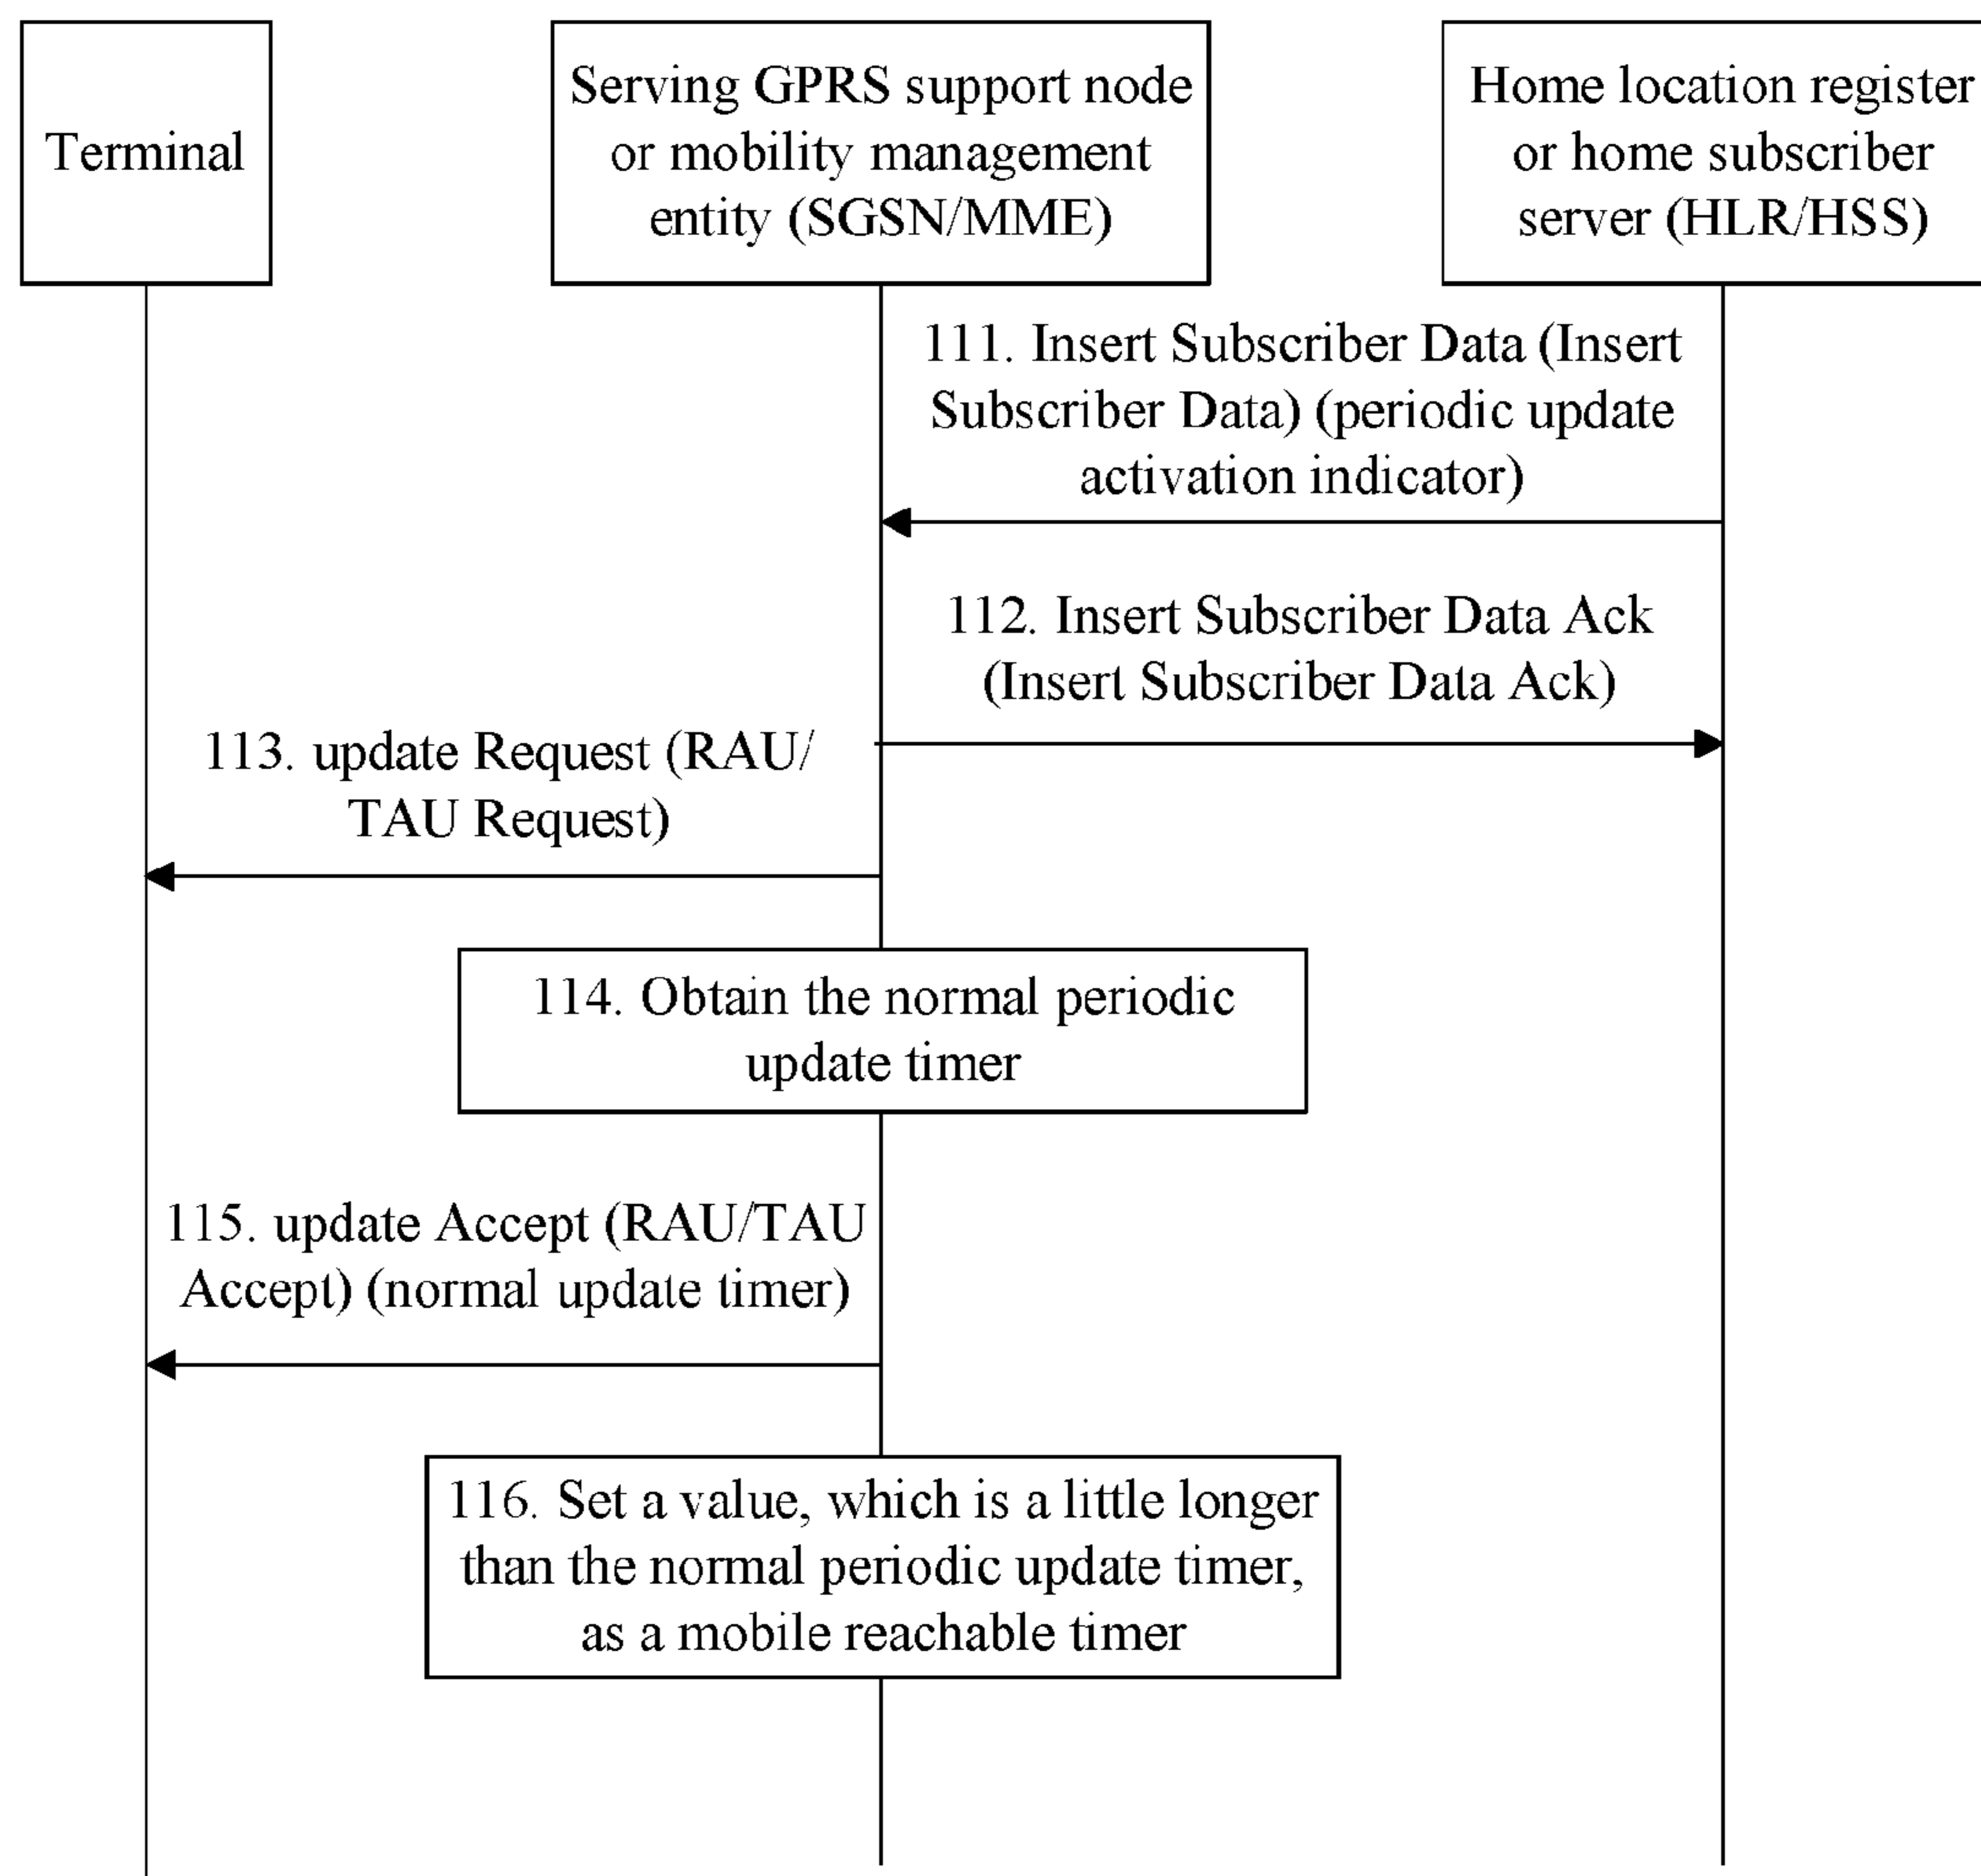 Terminal
Serving GPRS support node
or mobility management
entity (SGSN/MME)
Home location register
or home subscriber
server (HLR/HSS)
111. Insert Subscriber Data (Insert
Subscriber Data) (periodic update
activation indicator)
112. Insert Subscriber Data Ack
(Insert Subscriber Data Ack)
113. update Request (RAU/
TAU Request)
114. Obtain the normal periodic
update timer
115. update Accept (RAU/TAU
Accept) (normal update timer)
116. Set a value, which is a little longer
than the normal periodic update timer,
as a mobile reachable timer